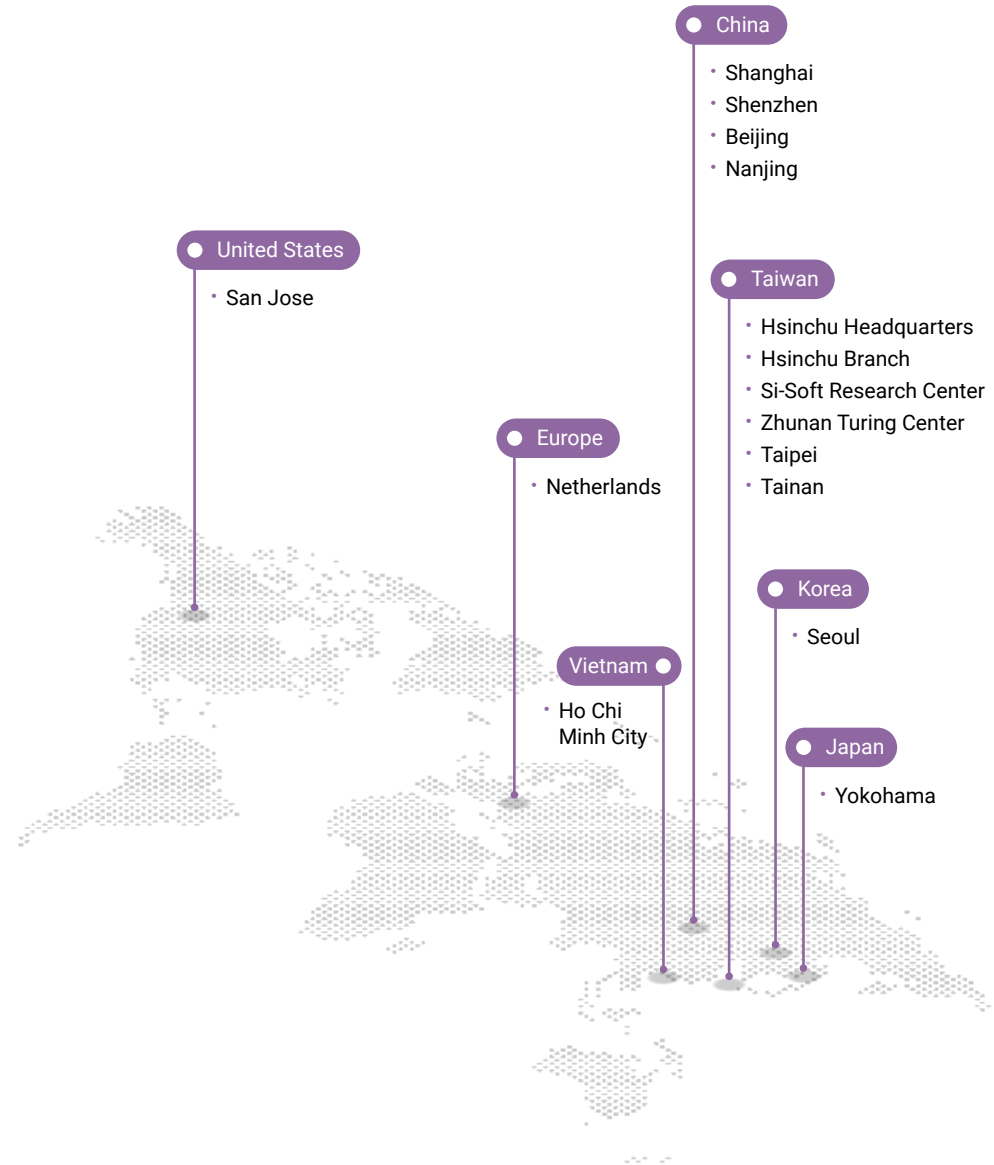 China
Shanghai
Shenzhen
Beijing
Nanjing
United States
San Jose
Taiwan
Hsinchu Headquarters
Hsinchu Branch
Si-Soft Research Center
Zhunan Turing Center
Taipei
Tainan
Europe
Netherlands
Korea
Seoul
Vietnam
Ho Chi
Minh City
Japan
Yokohama